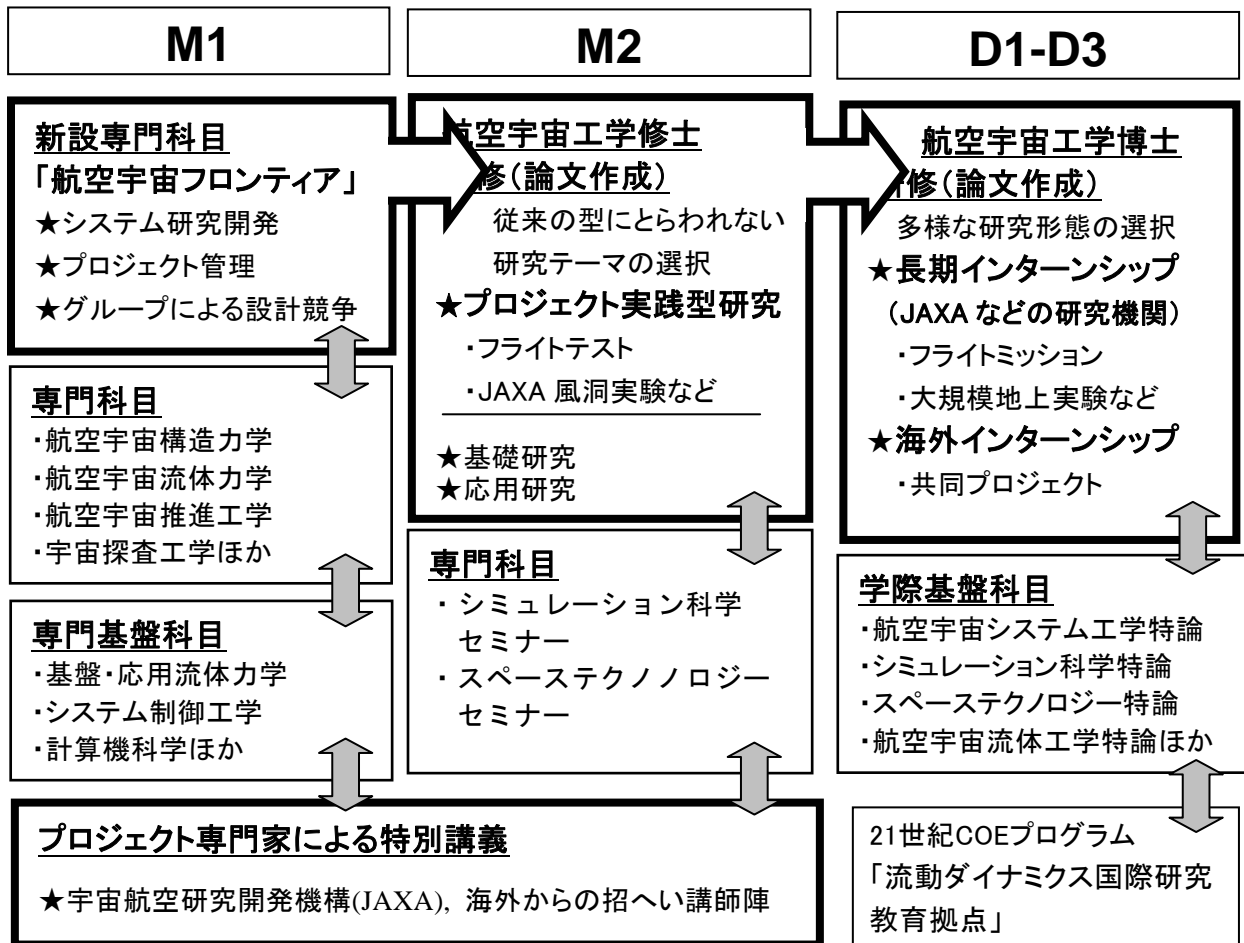 M1
新設専門科目
「航空宇宙フロンティア」
★システム研究開発
★プロジェクト管理
★グループによる設計競争
専門科目
・航空宇宙構造力学
・航空宇宙流体力学
・航空宇宙推進工学
・宇宙探査工学ほか
専門基盤科目
・基盤・応用流体力学
・システム制御工学
・計算機科学ほか
M2
空宇宙工学修士
修(論文作成)
従来の型にとらわれない
研究テーマの選択
★プロジェクト実践型研究
・フライトテスト
・JAXA 風洞実験など
★基礎研究
★応用研究
専門科目
・ シミュレーション科学
セミナー
・ スペーステクノノロジー
セミナー
プロジェクト専門家による特別講義
★宇宙航空研究開発機構(JAXA), 海外からの招へい講師陣
D1-D3
航空宇宙工学博士
修(論文作成)
多様な研究形態の選択
★長期インターンシップ
(JAXA などの研究機関)
・フライトミッション
・大規模地上実験など
★海外インターンシップ
・共同プロジェクト
学際基盤科目
・航空宇宙システム工学特論
・シミュレーション科学特論
・スペーステクノロジー特論
・航空宇宙流体工学特論ほか
21世紀COEプログラム
「流動ダイナミクス国際研究
教育拠点」